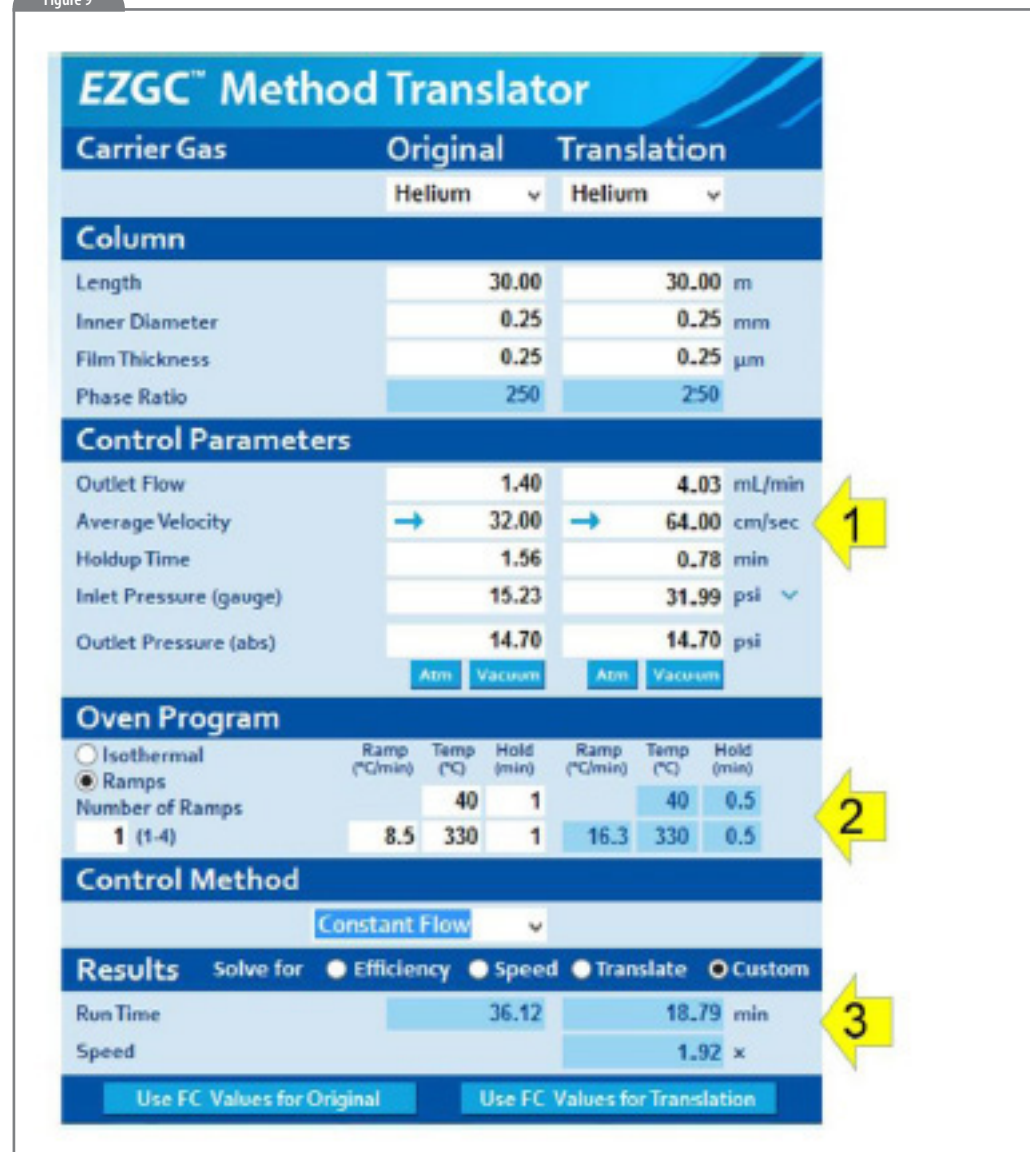 Figure 9
EZGC™ Method Translator
Carrier Gas Original Translation
Helium Helium
Column
Length 30.00 30.00 m
Inner Diameter 0.25 0.25 mm
Film Thickness 0.25 0.25 µm
Phase Ratio 250 250
Control Parameters
Outlet Flow 1.40 4.03 mL/min
Average Velocity → 32.00 → 64.00 cm/sec
1
Holdup Time 1.56 0.78 min
Inlet Pressure (gauge) 15.23 31.99 psi
Outlet Pressure (abs) 14.70 14.70 psi
Atm Vacuum Atm Vacuum
Oven Program
Isothermal Ramp Temp Hold Ramp Temp Hold
(°C/min) (°C) (min) (°C/min) (°C) (min)
Ramps
Number of Ramps 40 1 40 0.5
2
1 (1-4) 8.5 330 1 16.3 330 0.5
Control Method
Constant Flow
Results Solve for Efficiency Speed Translate Custom
Run Time 36.12 18.79 min
3
Speed 1.92 x
Use FC Values for Original Use FC Values for Translation